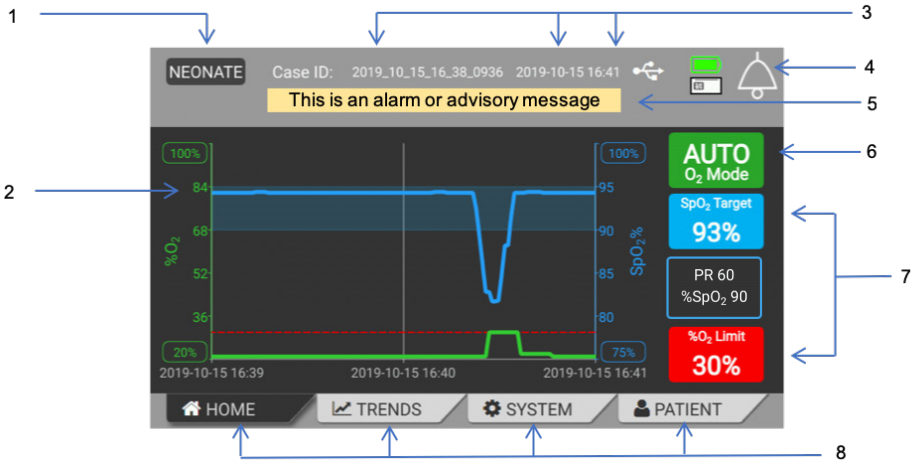 1
3
NEONATE
Case ID: 2019_10_15_16_38_0936 2019-10-15 16:41
4
This is an alarm or advisory message
5
100%
100%
AUTO
O₂ Mode
6
2
84
95
SpO₂ Target
93%
68
90
%O₂
SpO₂%
52
85
PR 60
%SpO₂ 90
7
36
80
%O₂ Limit
30%
20%
75%
2019-10-15 16:39
2019-10-15 16:40
2019-10-15 16:41
HOME
TRENDS
SYSTEM
PATIENT
8